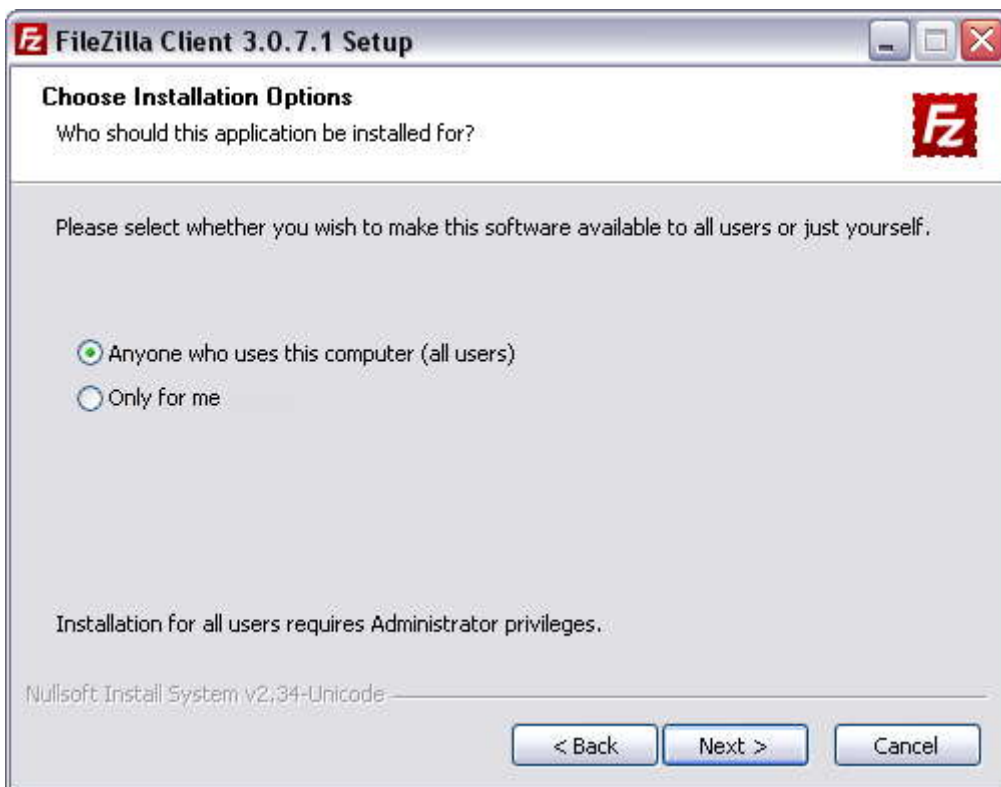 FileZilla Client 3.0.7.1 Setup
Choose Installation Options
Who should this application be installed for?
Please select whether you wish to make this software available to all users or just yourself.
Anyone who uses this computer (all users)
Only for me
Installation for all users requires Administrator privileges.
Nullsoft Install System v2.34-Unicode
< Back Next > Cancel